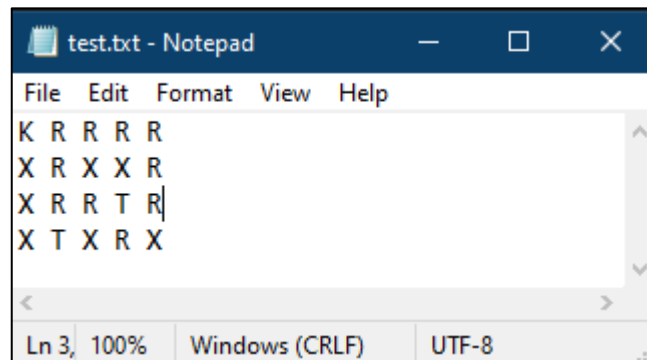 test.txt - Notepad
File Edit Format View Help
K R R R R
X R X X R
X R R T R
X T X R X
Ln 3, 100% Windows (CRLF) UTF-8